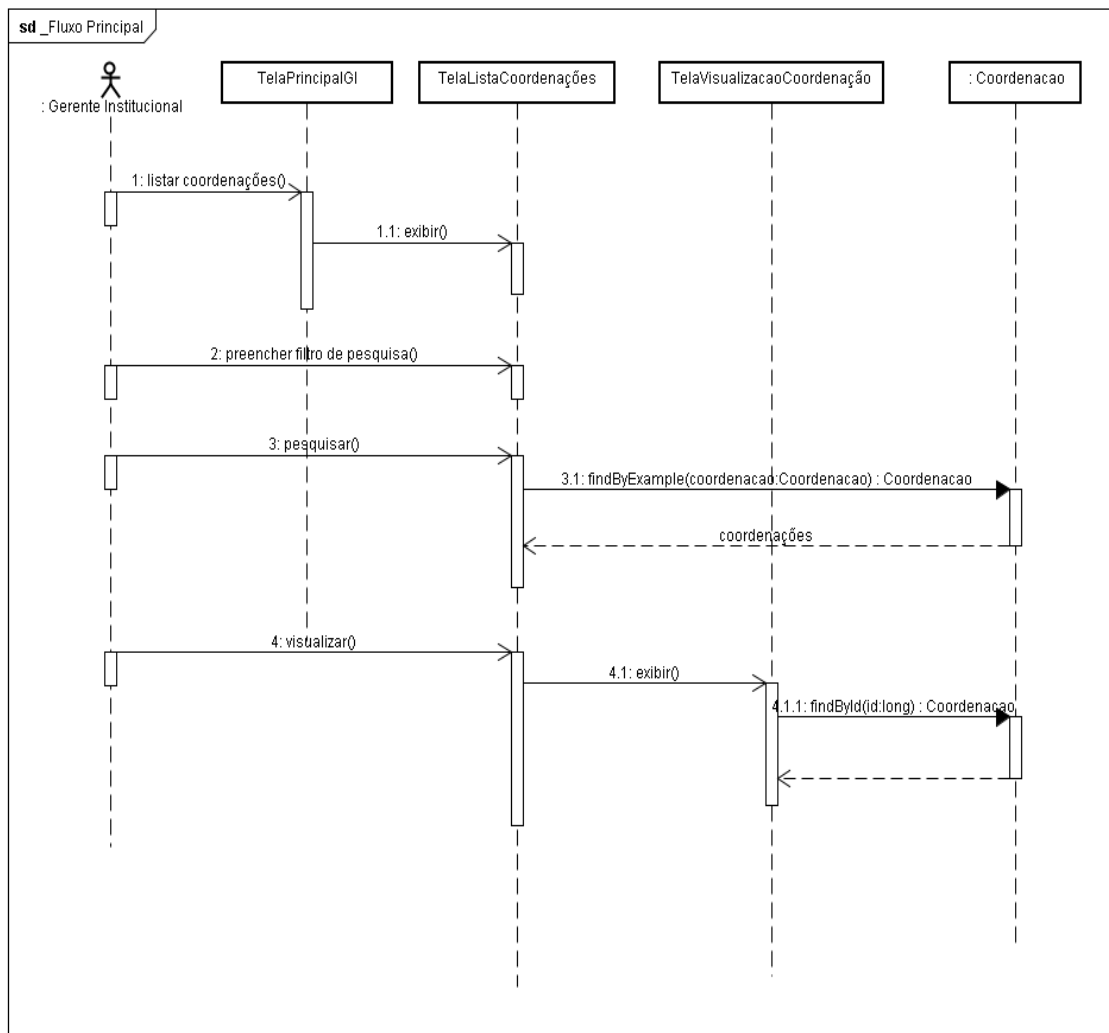 sd _Fluxo Principal
: Gerente Institucional
TelaPrincipalGI
TelaListaCoordenações
TelaVisualizacaoCoordenação
: Coordenacao
1: listar coordenações()
1.1: exibir()
2: preencher filtro de pesquisa()
3: pesquisar()
3.1: findByExample(coordenacao:Coordenacao) : Coordenacao
coordenações
4: visualizar()
4.1: exibir()
4.1.1: findById(id:long) : Coordenacao